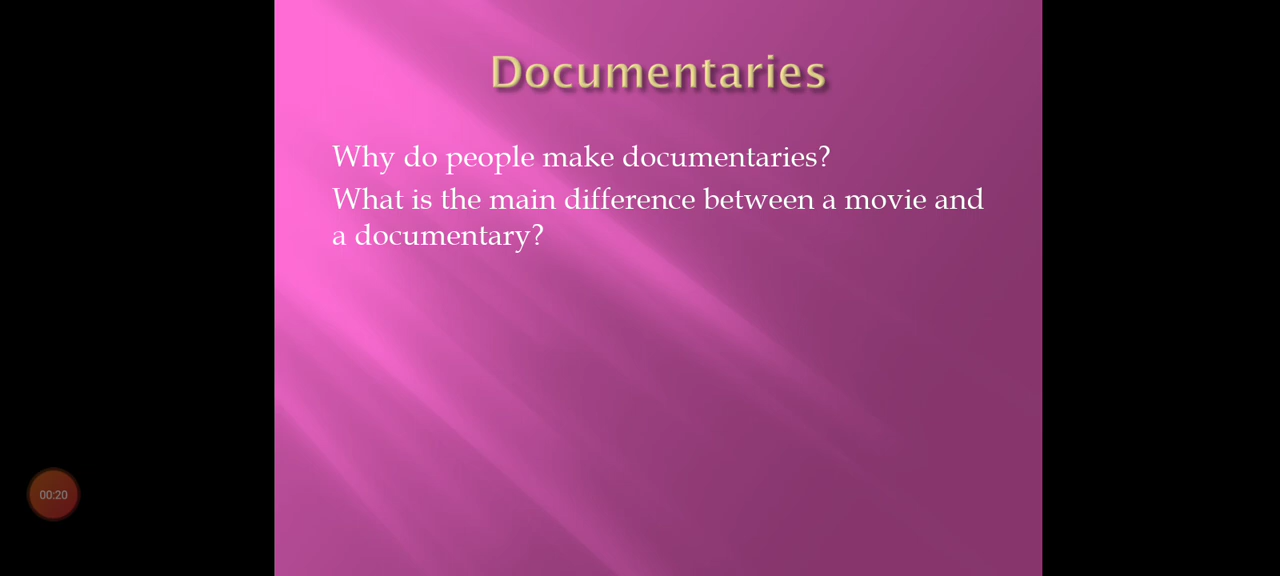 Documentaries
Why do people make documentaries?
What is the main difference between a movie and
a documentary?
00:20